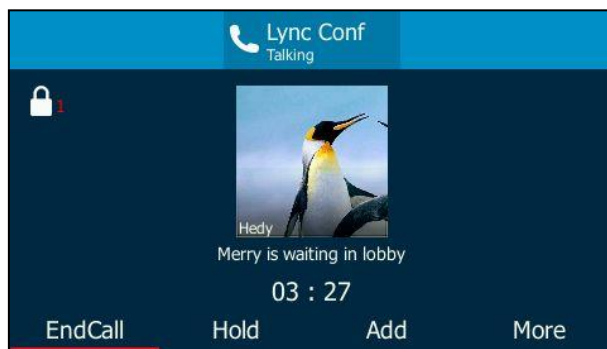 Lync Conf
Talking
1
Hedy
Merry is waiting in lobby
03 : 27
EndCall Hold Add More